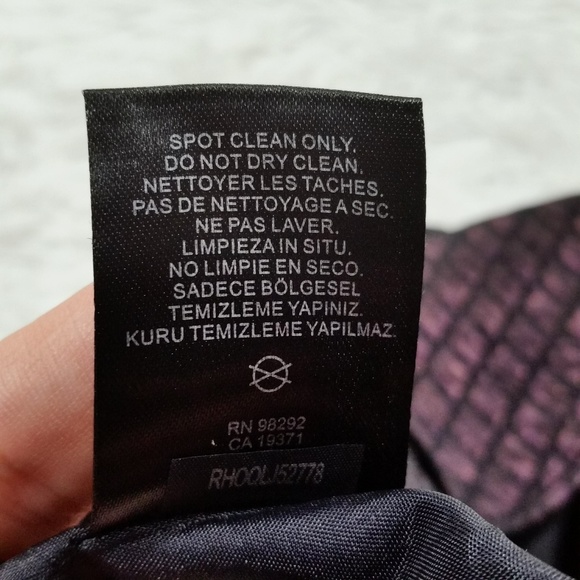 SPOT CLEAN ONLY.
DO NOT DRY CLEAN.
NETTOYER LES TACHES.
PAS DE NETTOYAGE A SEC.
NE PAS LAVER.
LIMPIEZA IN SITU.
NO LIMPIE EN SECO.
SADECE BÖLGESEL
TEMIZLEME YAPINIZ.
KURU TEMIZLEME YAPILMAZ.
RN 98292
CA 19371
RHOOLJ52778